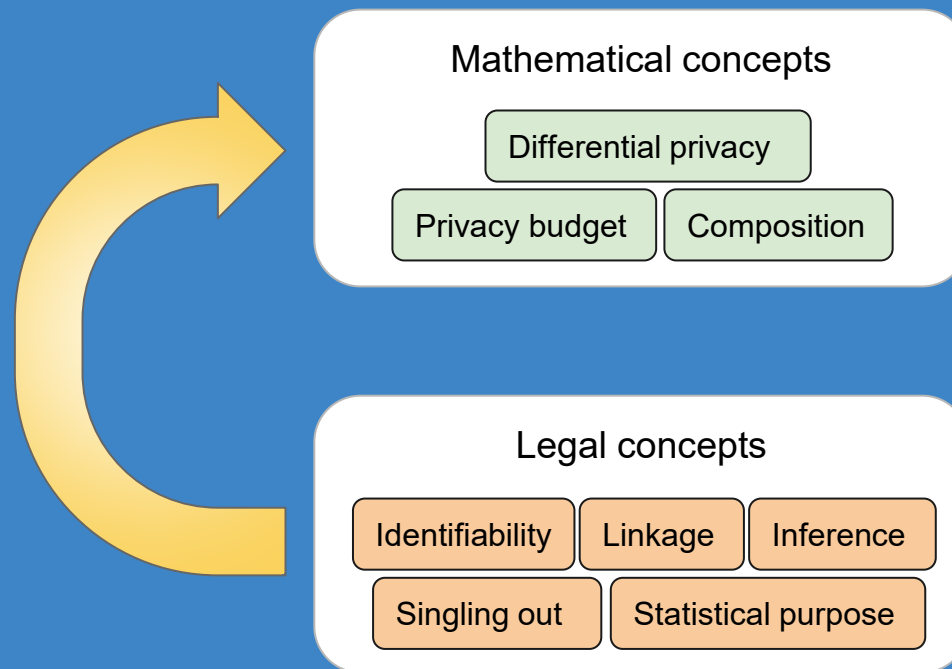 Mathematical concepts
Differential privacy
Privacy budget
Composition
Legal concepts
Identifiability
Linkage
Inference
Singling out
Statistical purpose